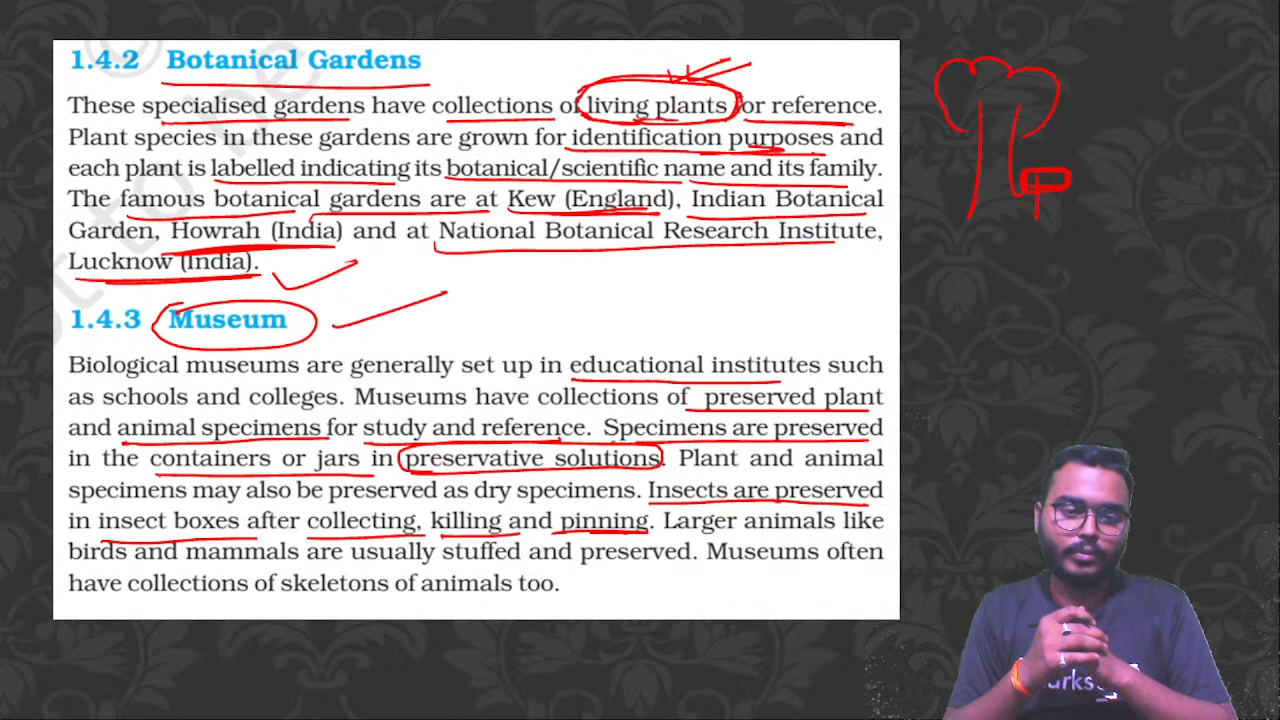 1.4.2 Botanical Gardens
These specialised gardens have collections of living plants for reference.
Plant species in these gardens are grown for identification purposes and
each plant is labelled indicating its botanical/scientific name and its family.
The famous botanical gardens are at Kew (England), Indian Botanical
Garden, Howrah (India) and at National Botanical Research Institute,
Lucknow (India).
1.4.3 Museum
Biological museums are generally set up in educational institutes such
as schools and colleges. Museums have collections of preserved plant
and animal specimens for study and reference. Specimens are preserved
in the containers or jars in preservative solutions. Plant and animal
specimens may also be preserved as dry specimens. Insects are preserved
in insect boxes after collecting, killing and pinning. Larger animals like
birds and mammals are usually stuffed and preserved. Museums often
have collections of skeletons of animals too.